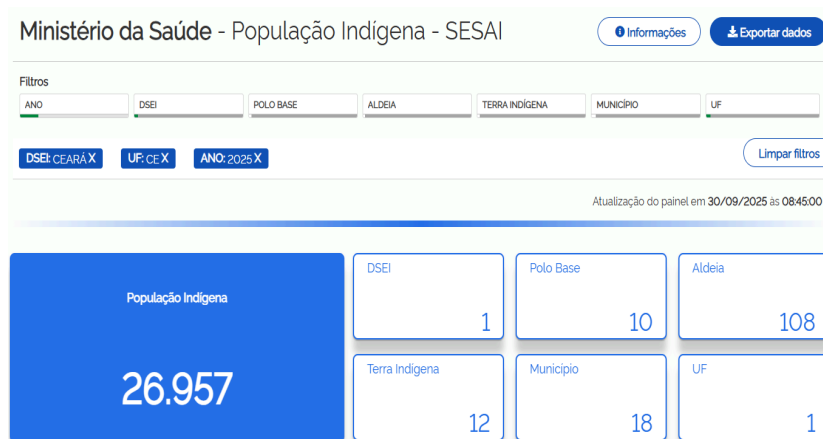 Ministério da Saúde - População Indígena - SESAI
Informações
Exportar dados
Filtros
ANO
DSEI
POLO BASE
ALDEIA
TERRA INDÍGENA
MUNICÍPIO
UF
DSEI: CEARÁ X
UF: CE X
ANO: 2025 X
Limpar filtros
Atualização do painel em 30/09/2025 às 08:45:00
População Indígena
26.957
DSEI
1
Polo Base
10
Aldeia
108
Terra Indígena
12
Município
18
UF
1